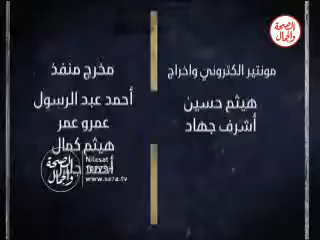 الصحة والجمال
مونتير الكتروني واخراج
هيثم حسين
أشرف جهاد
مخرج منفذ
أحمد عبد الرسول
عمرو عمر
هيثم كمال
الصحة والجمال
Nilesat
www.se7a.tv